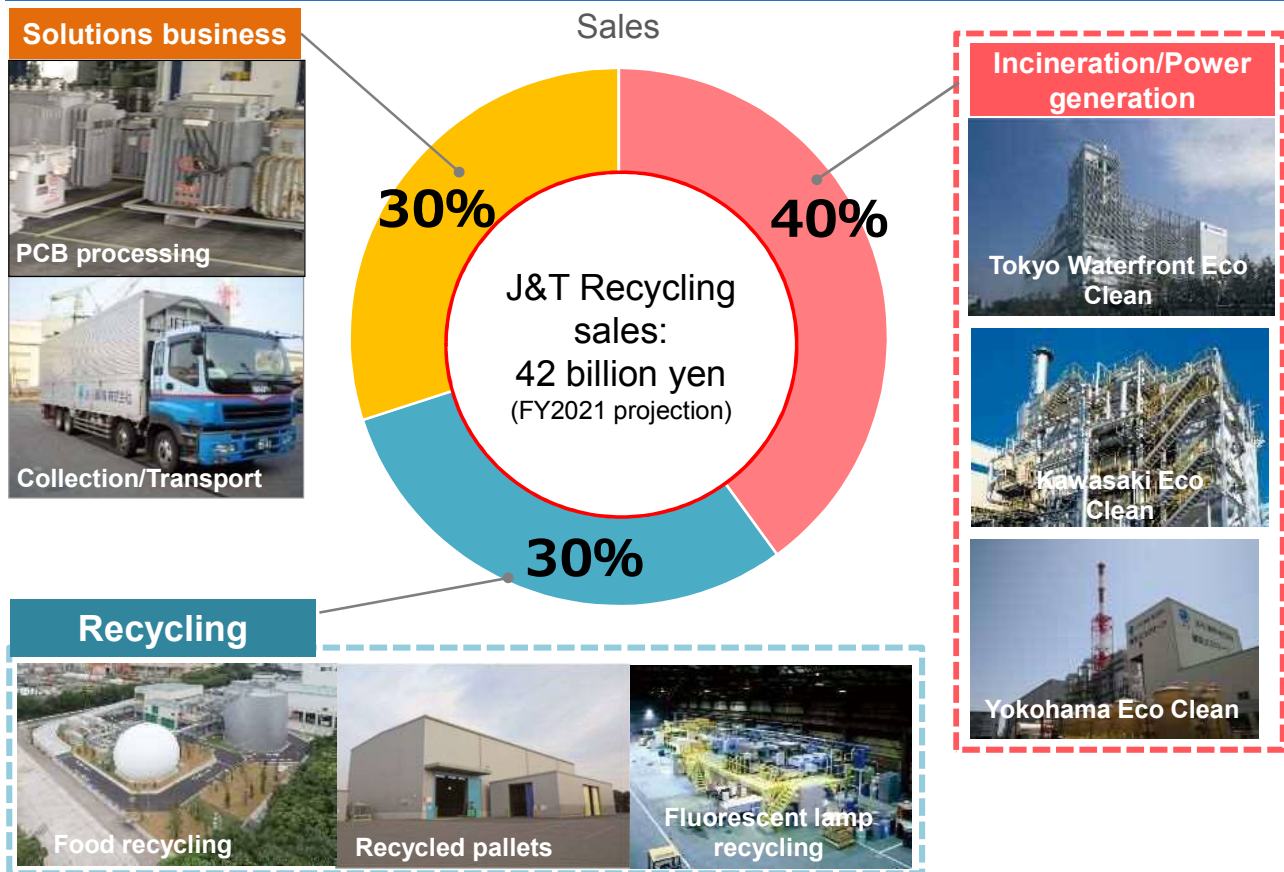 Sales
Solutions business
PCB processing
Collection/Transport
30%
40%
30%
J&T Recycling
sales:
42 billion yen
(FY2021 projection)
Incineration/Power
generation
Tokyo Waterfront Eco
Clean
Kawasaki Eco
Clean
Yokohama Eco Clean
Recycling
Food recycling
Recycled pallets
Fluorescent lamp
recycling